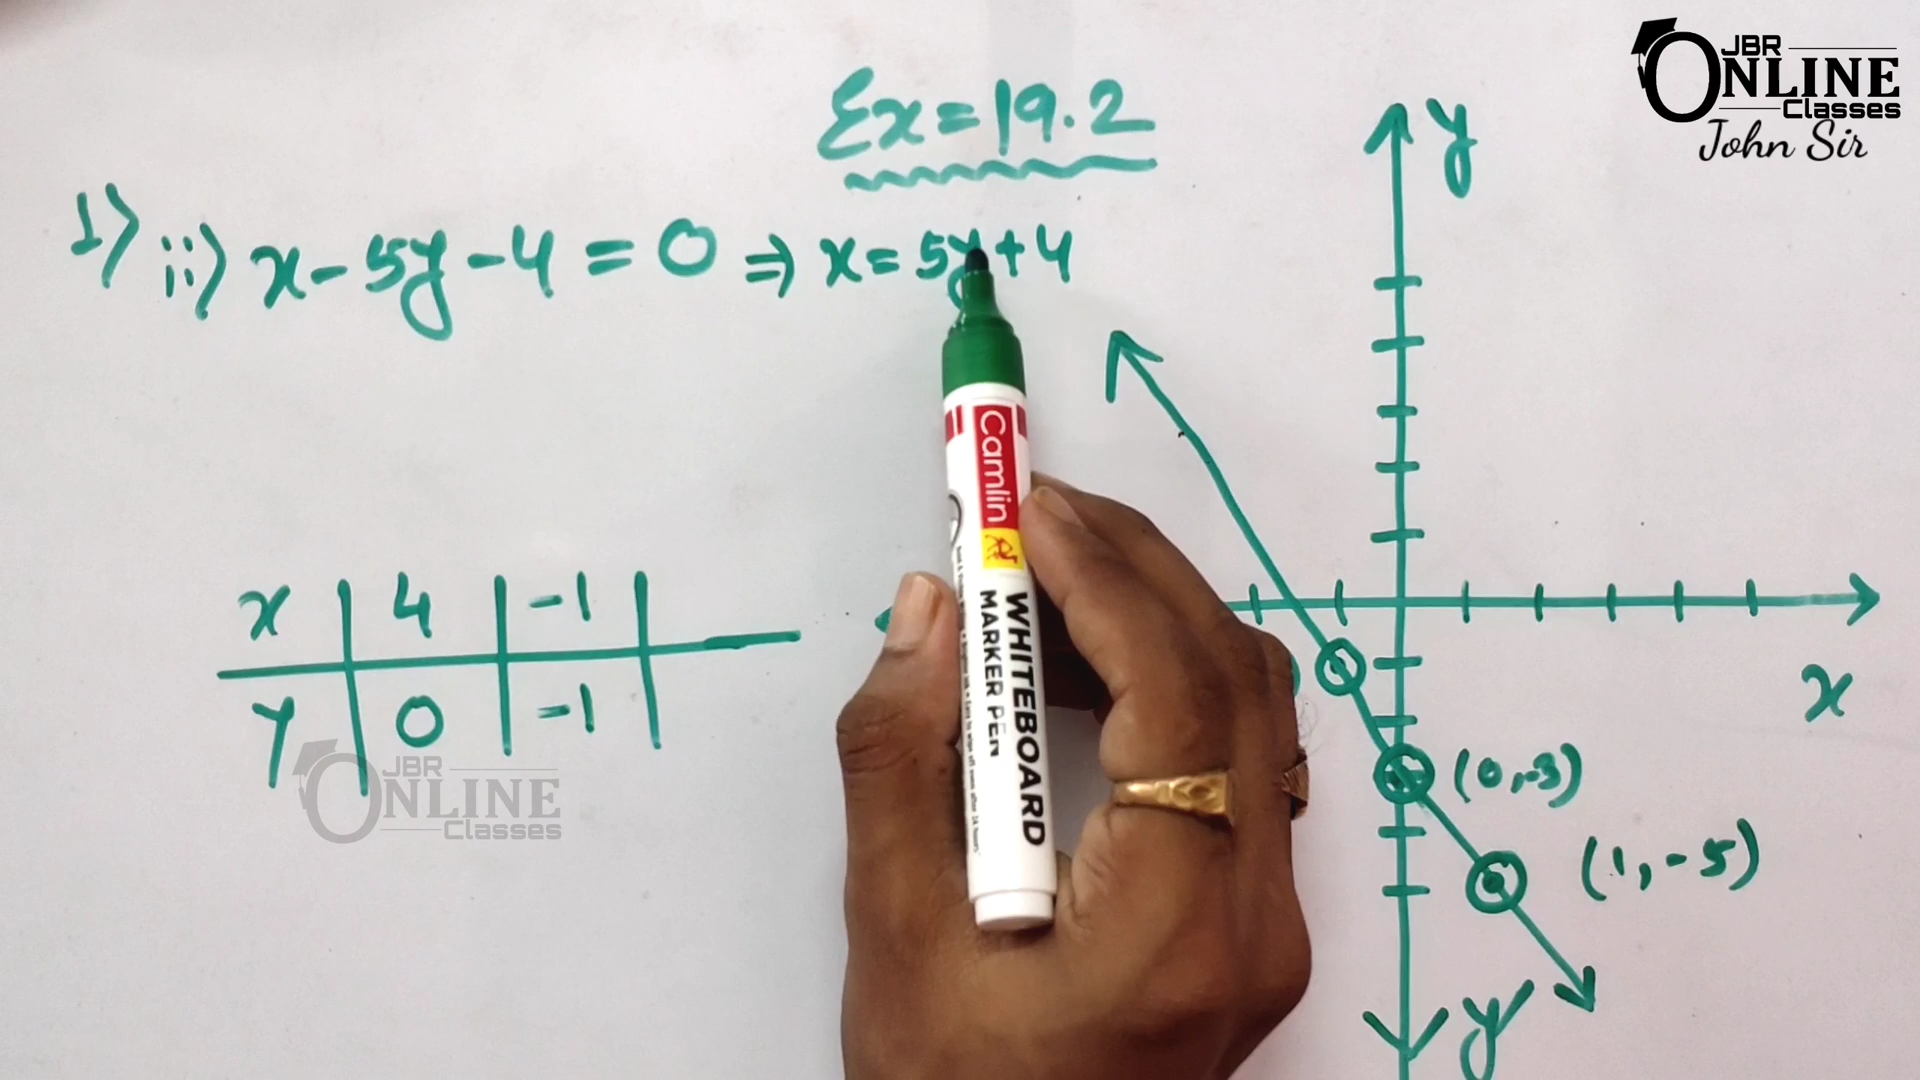 JBR
ONLINE
Classes
John Sir
Ex = 19.2
1) ii) x - 5y - 4 = 0 ⇒ x = 5y + 4
y
x | 4 | -1 |
y | 0 | -1 |
JBR
ONLINE
Classes
Camlin
WHITEBOARD
MARKER PEN
x
(0,-3)
(1,-5)
y'